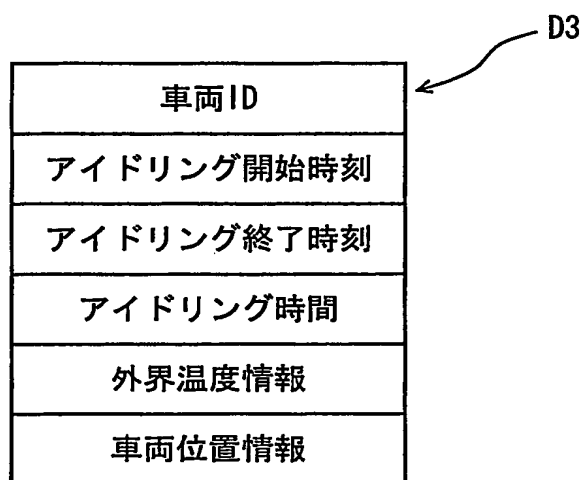 D3
車両ID
アイドリング開始時刻
アイドリング終了時刻
アイドリング時間
外界温度情報
車両位置情報